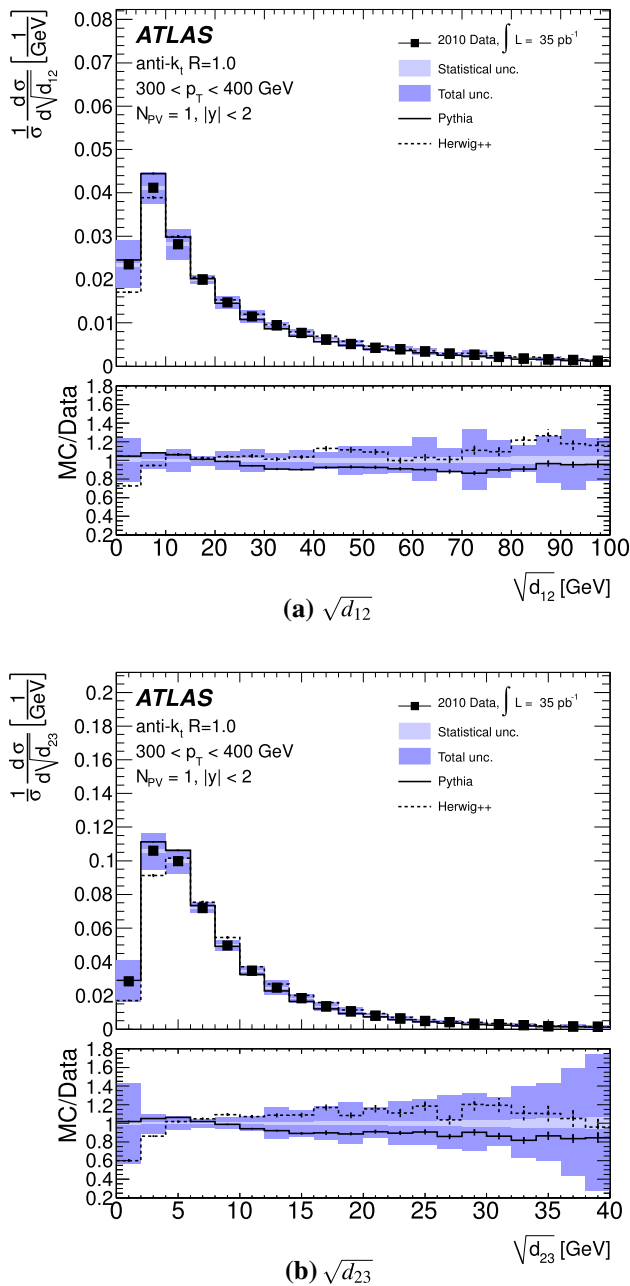 ATLAS
anti-k_t R=1.0
300 < p_T < 400 GeV
N_PV = 1, |y| < 2
2010 Data, ∫ L = 35 pb⁻¹
Statistical unc.
Total unc.
Pythia
Herwig++
1/σ dσ/d√d₁₂ [1/GeV]
0.08
0.07
0.06
0.05
0.04
0.03
0.02
0.01
0
MC/Data
1.8
1.6
1.4
1.2
1
0.8
0.6
0.4
0.2
0 10 20 30 40 50 60 70 80 90 100
√d₁₂ [GeV]
(a) √d₁₂
ATLAS
anti-k_t R=1.0
300 < p_T < 400 GeV
N_PV = 1, |y| < 2
2010 Data, ∫ L = 35 pb⁻¹
Statistical unc.
Total unc.
Pythia
Herwig++
1/σ dσ/d√d₂₃ [1/GeV]
0.2
0.18
0.16
0.14
0.12
0.1
0.08
0.06
0.04
0.02
0
MC/Data
1.8
1.6
1.4
1.2
1
0.8
0.6
0.4
0.2
0 5 10 15 20 25 30 35 40
√d₂₃ [GeV]
(b) √d₂₃